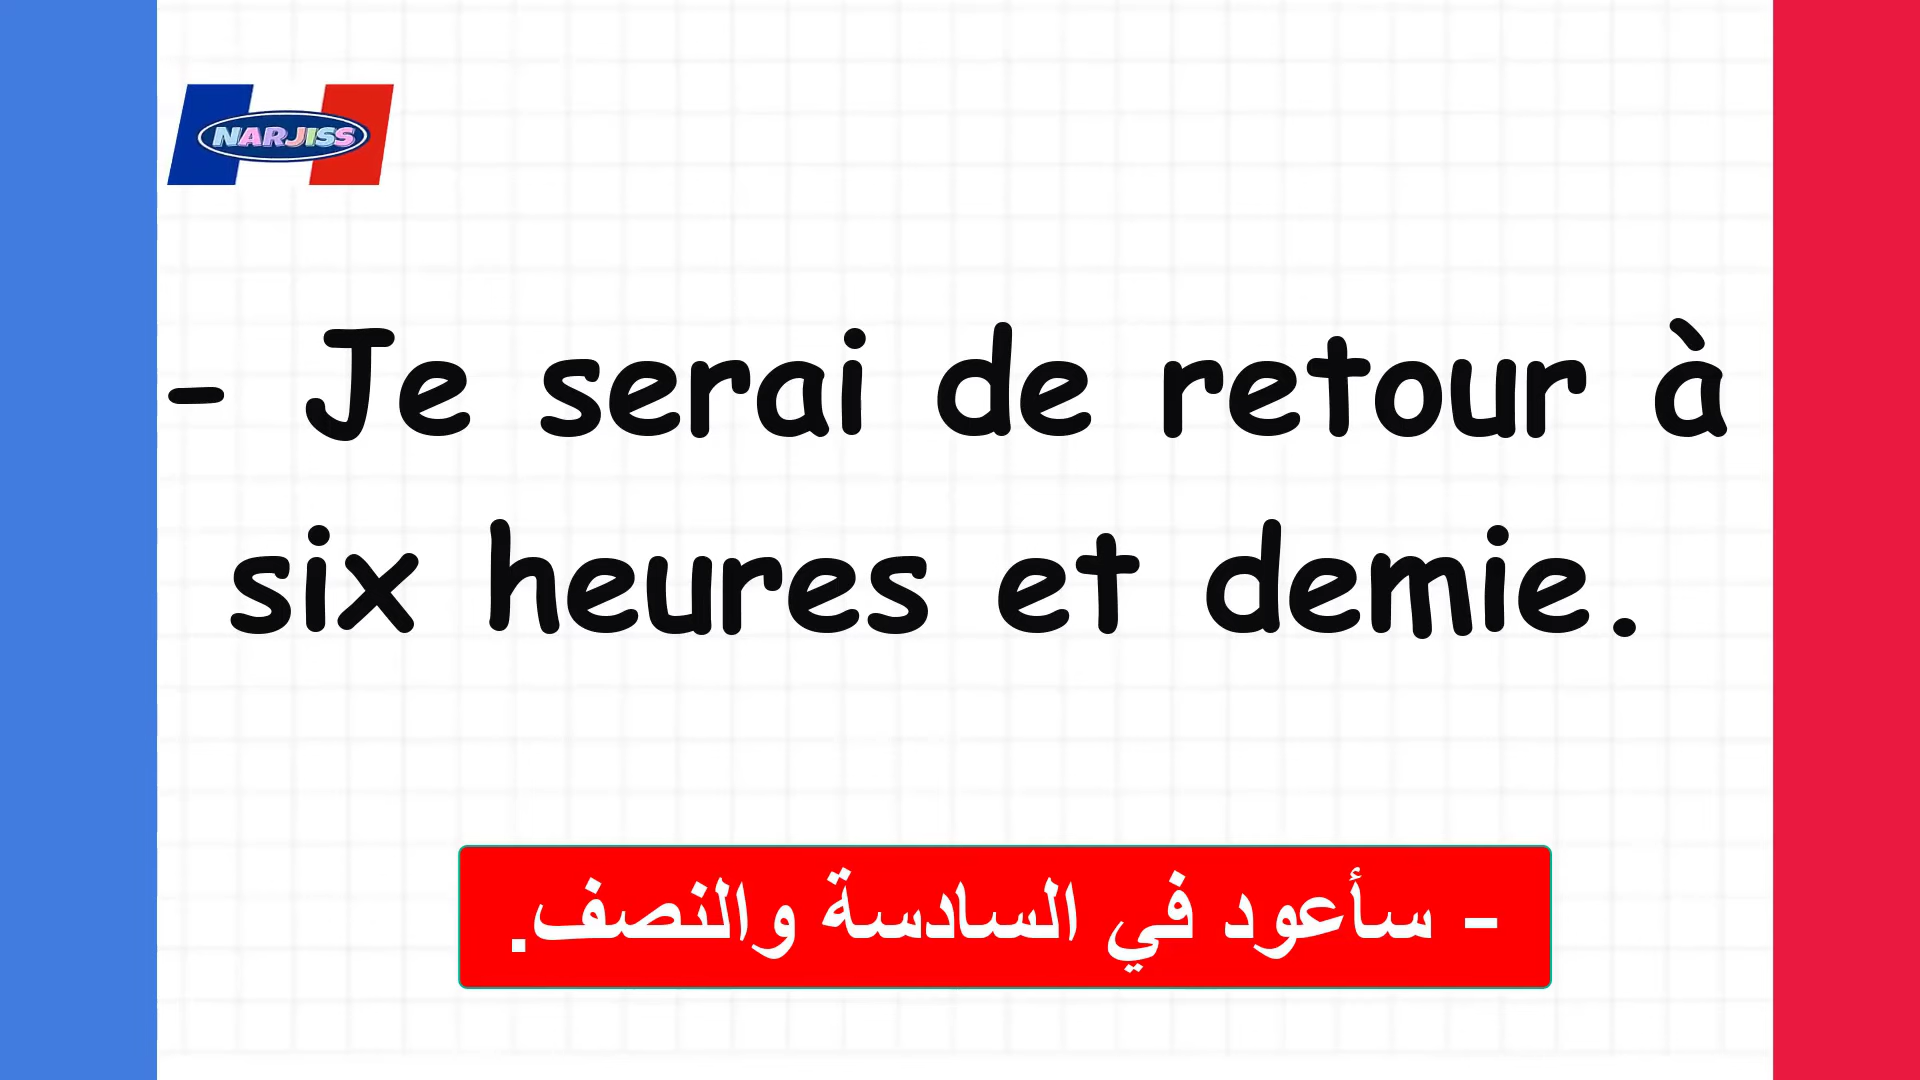 NARJISS
- Je serai de retour à
six heures et demie.
- سأعود في السادسة والنصف.